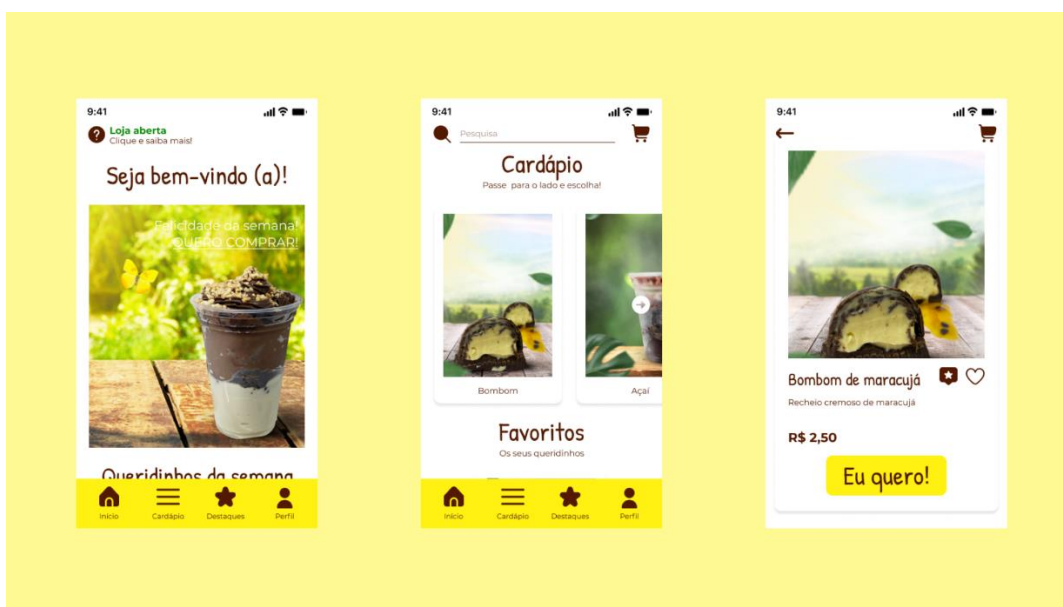 9:41
Loja aberta
Clique e saiba mais!
Seja bem-vindo (a)!
Felicidade da semana!
QUERO COMPRAR!
Queridinhos da semana
Início
Cardápio
Destaques
Perfil
9:41
Pesquisa
Cardápio
Passe para o lado e escolha!
Bombom
Açaí
Favoritos
Os seus queridinhos
Início
Cardápio
Destaques
Perfil
9:41
Bombom de maracujá
Recheio cremoso de maracujá
R$ 2,50
Eu quero!